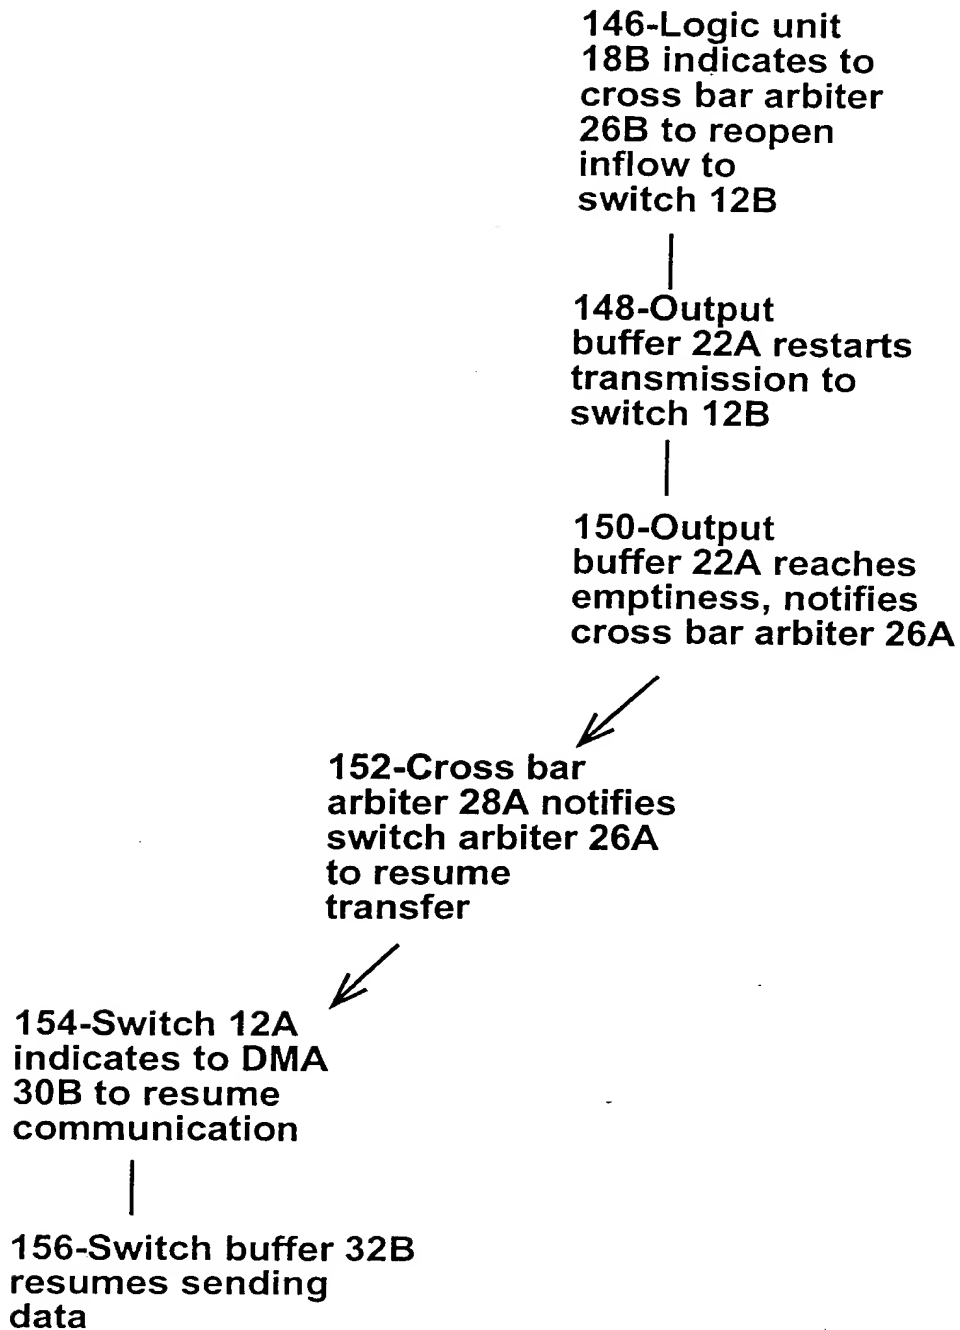 146-Logic unit
18B indicates to
cross bar arbiter
26B to reopen
inflow to
switch 12B
148-Output
buffer 22A restarts
transmission to
switch 12B
150-Output
buffer 22A reaches
emptiness, notifies
cross bar arbiter 26A
152-Cross bar
arbiter 28A notifies
switch arbiter 26A
to resume
transfer
154-Switch 12A
indicates to DMA
30B to resume
communication
156-Switch buffer 32B
resumes sending
data